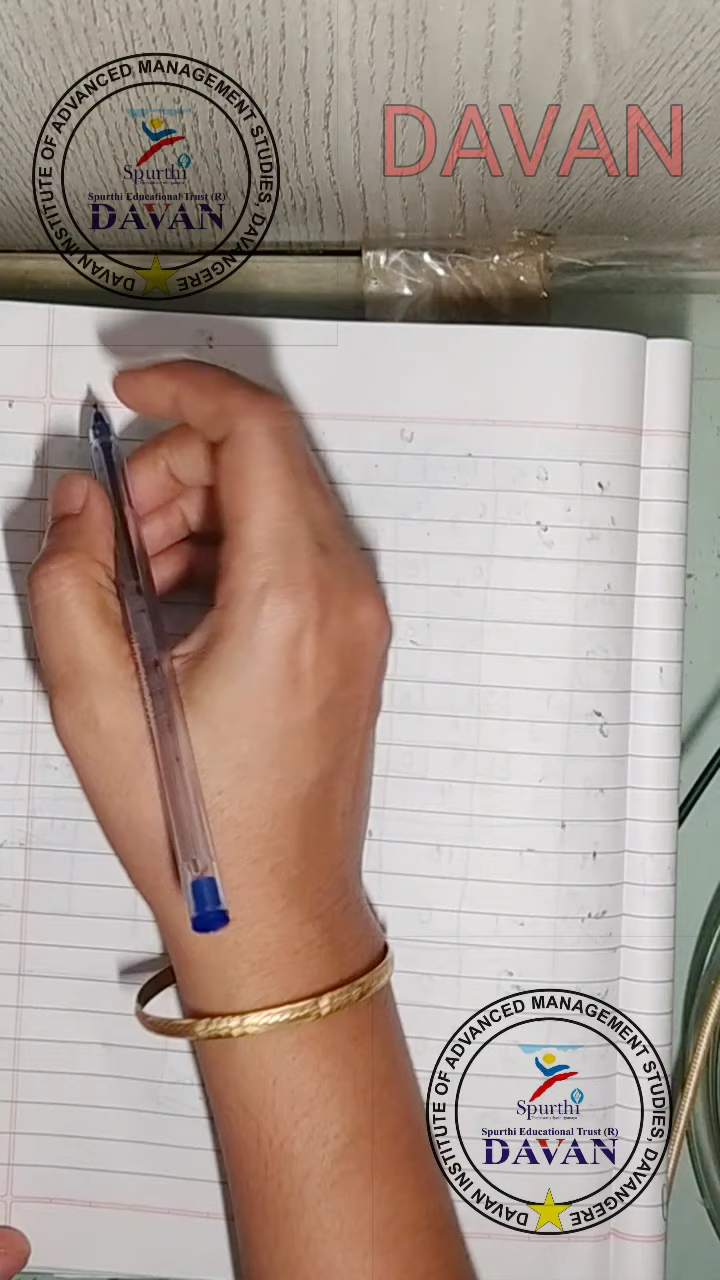 DAVAN
DAVAN INSTITUTE OF ADVANCED MANAGEMENT STUDIES, DAVANGERE
Spurthi
Spurthi Educational Trust (R)
DAVAN
DAVAN INSTITUTE OF ADVANCED MANAGEMENT STUDIES, DAVANGERE
Spurthi
Spurthi Educational Trust (R)
DAVAN